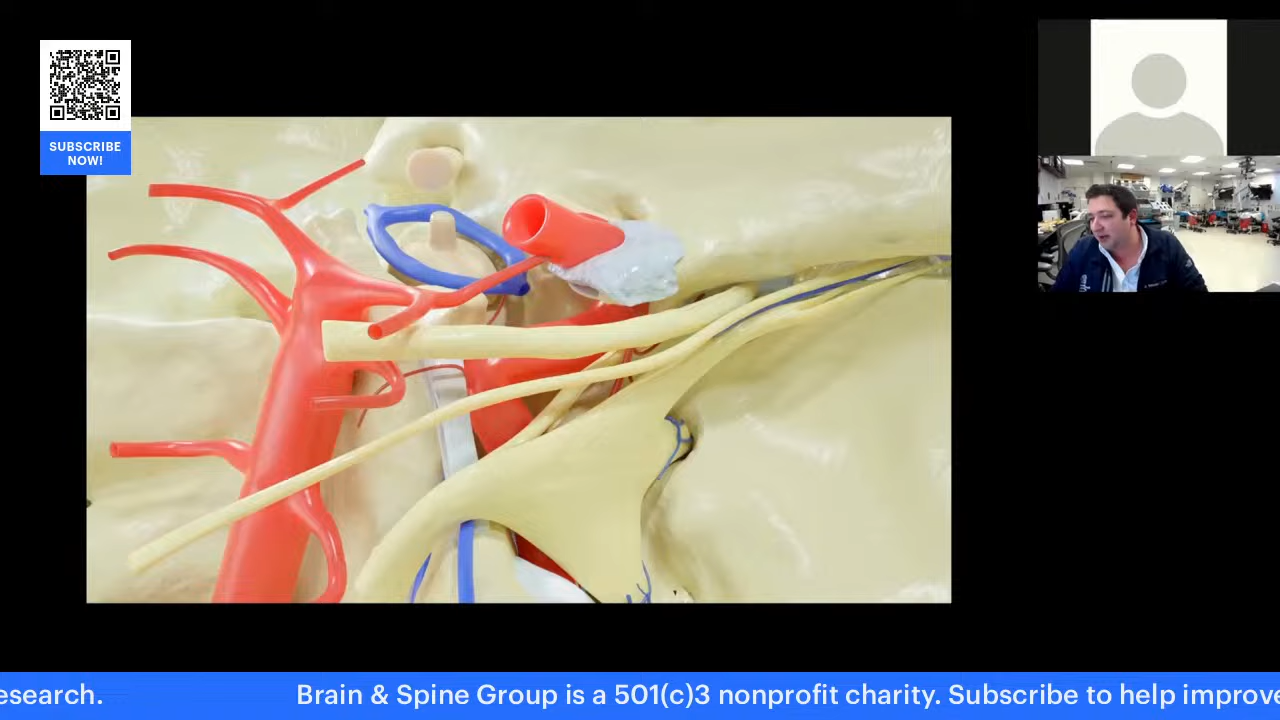 SUBSCRIBE
NOW!
esearch.
Brain & Spine Group is a 501(c)3 nonprofit charity. Subscribe to help improve